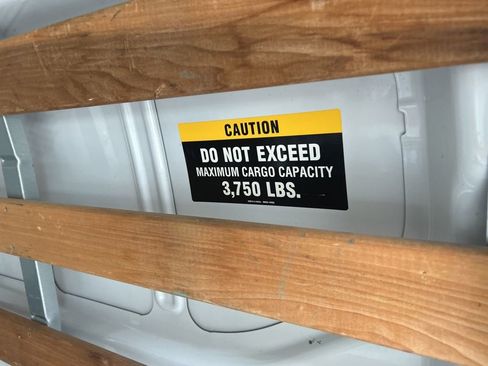 CAUTION
DO NOT EXCEED
MAXIMUM CARGO CAPACITY
3,750 LBS.